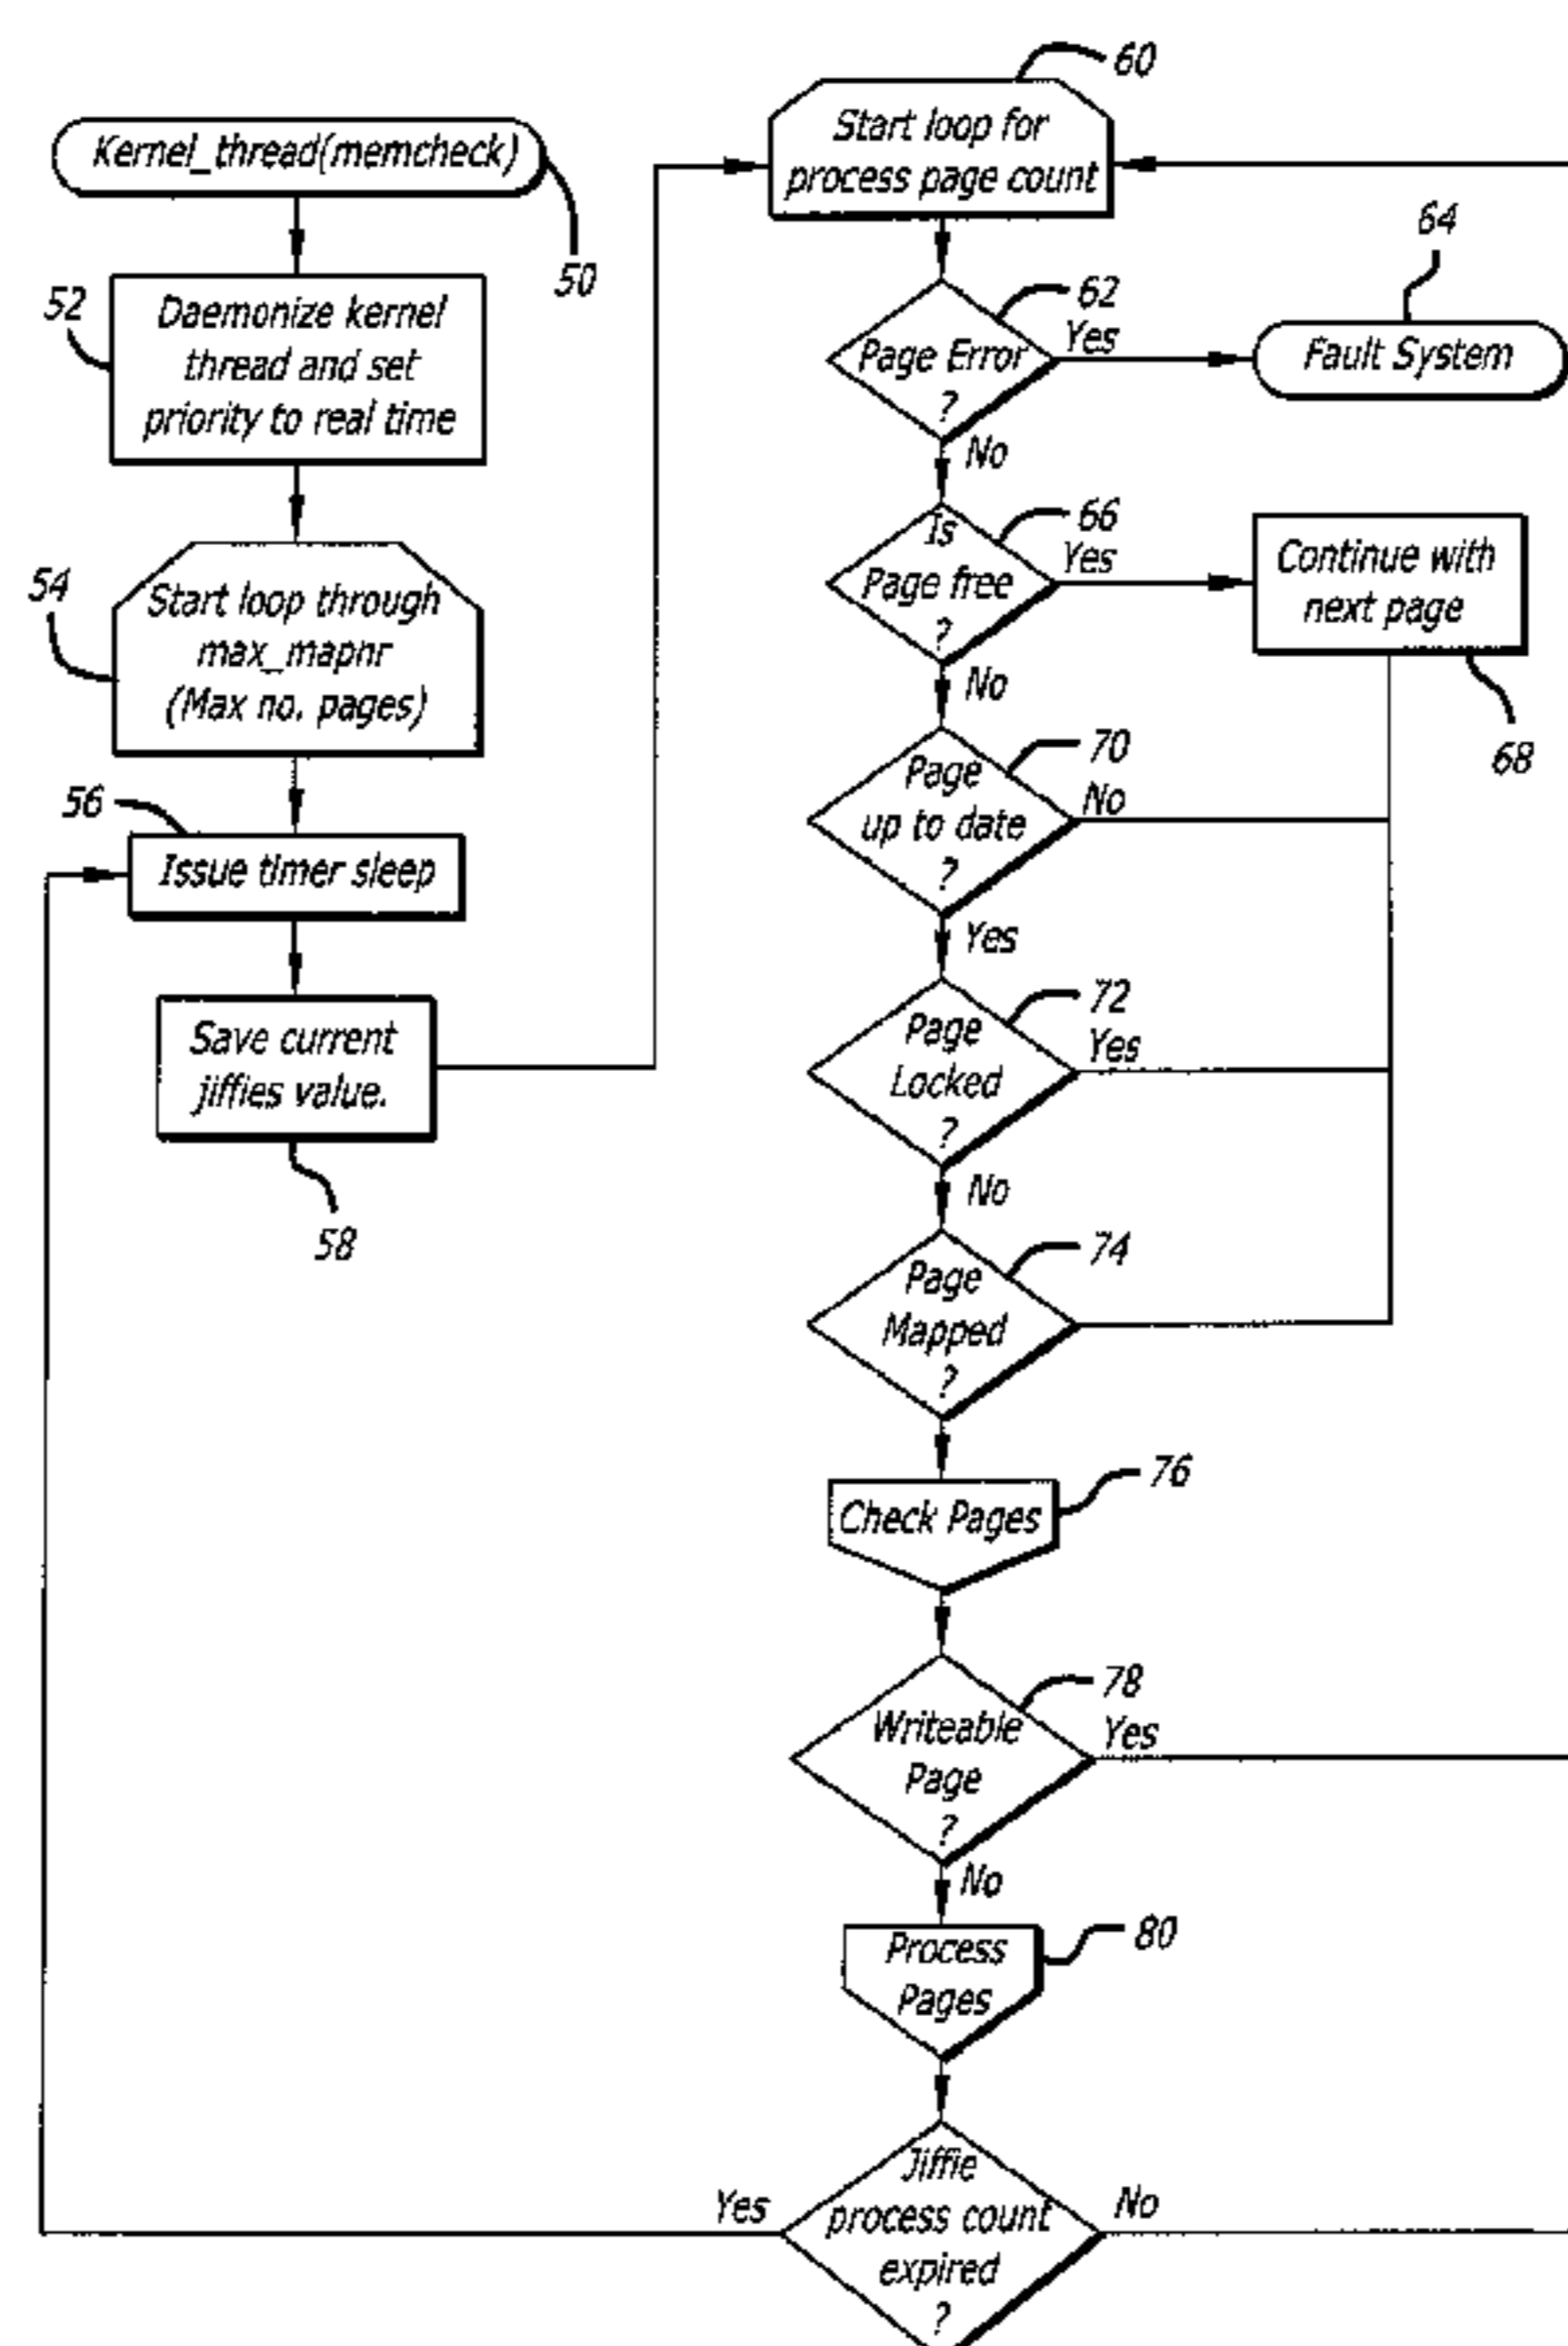 Kernel_thread(memcheck)
50
52
Daemonize kernel
thread and set
priority to real time
54
Start loop through
max_mapnr
(Max no. pages)
56
Issue timer sleep
Save current
jiffies value.
58
60
Start loop for
process page count
62
Page Error
?
Yes
No
64
Fault System
66
Is
Page free
?
Yes
No
Continue with
next page
68
70
Page
up to date
?
No
Yes
72
Page
Locked
?
Yes
No
74
Page
Mapped
?
76
Check Pages
78
Writeable
Page
?
Yes
No
80
Process
Pages
Jiffie
process count
expired
?
Yes
No